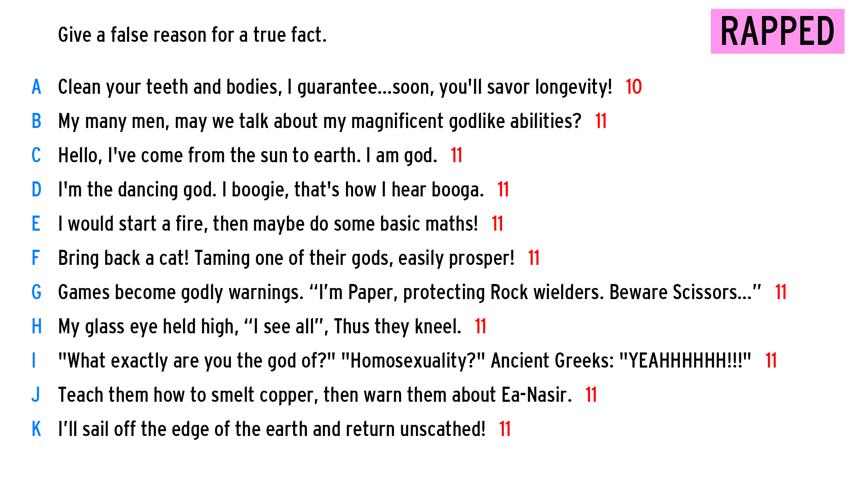 Give a false reason for a true fact.
RAPPED
A Clean your teeth and bodies, I guarantee...soon, you'll savor longevity! 10
B My many men, may we talk about my magnificent godlike abilities? 11
C Hello, I've come from the sun to earth. I am god. 11
D I'm the dancing god. I boogie, that's how I hear booga. 11
E I would start a fire, then maybe do some basic maths! 11
F Bring back a cat! Taming one of their gods, easily prosper! 11
G Games become godly warnings. “I'm Paper, protecting Rock wielders. Beware Scissors...” 11
H My glass eye held high, “I see all”, Thus they kneel. 11
I "What exactly are you the god of?" "Homosexuality?" Ancient Greeks: "YEAHHHHHH!!!" 11
J Teach them how to smelt copper, then warn them about Ea-Nasir. 11
K I’ll sail off the edge of the earth and return unscathed! 11